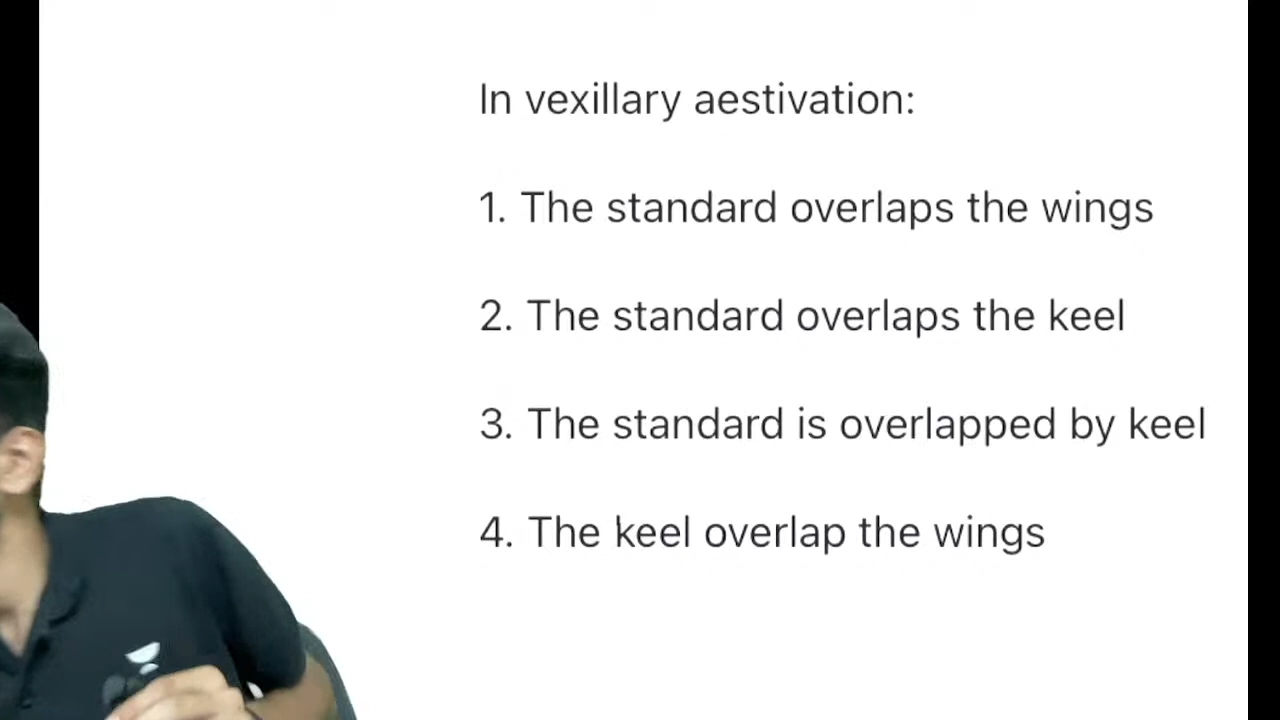 In vexillary aestivation:
1. The standard overlaps the wings
2. The standard overlaps the keel
3. The standard is overlapped by keel
4. The keel overlap the wings